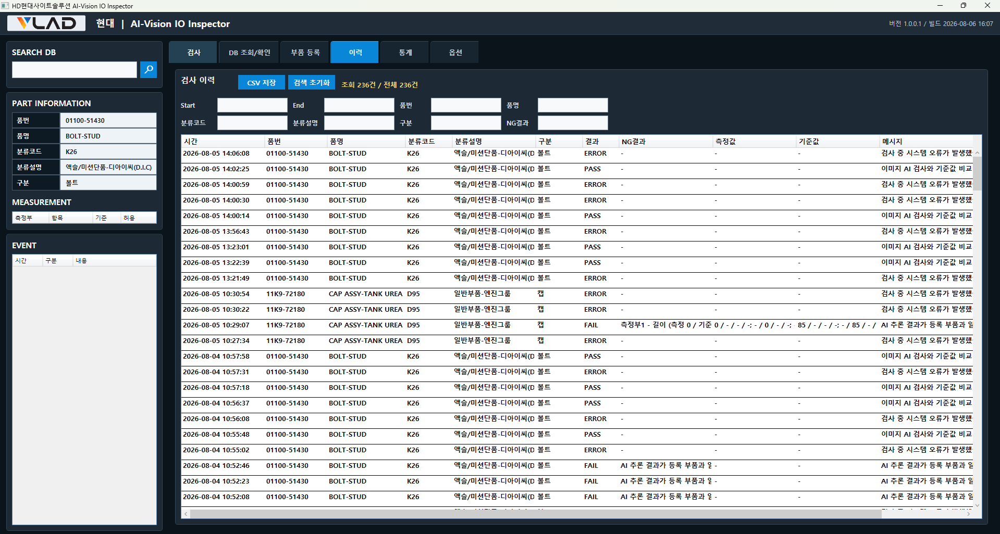 HD현대사이트솔루션 AI-Vision IO Inspector
VLAD 현대 | AI-Vision IO Inspector
버전 1.0.0.1 / 빌드 2026-08-06 16:07
SEARCH DB
PART INFORMATION
품번 01100-51430
품명 BOLT-STUD
분류코드 K26
분류설명 액슬/미션단품-디아이씨(D.I.C)
구분 볼트
MEASUREMENT
측정부 항목 기준 허용
EVENT
시간 구분 내용
검사 DB 조회/확인 부품 등록 이력 통계 옵션
검사 이력 CSV 저장 검색 초기화 조회 236건 / 전체 236건
Start End 품번 품명
분류코드 분류설명 구분 NG결과
시간 품번 품명 분류코드 분류설명 구분 결과 NG결과 측정값 기준값 메시지
2026-08-05 14:06:08 01100-51430 BOLT-STUD K26 액슬/미션단품-디아이씨(D 볼트 ERROR - - - 검사 중 시스템 오류가 발생했
2026-08-05 14:02:25 01100-51430 BOLT-STUD K26 액슬/미션단품-디아이씨(D 볼트 PASS - - - 이미지 AI 검사와 기준값 비교
2026-08-05 14:00:59 01100-51430 BOLT-STUD K26 액슬/미션단품-디아이씨(D 볼트 ERROR - - - 검사 중 시스템 오류가 발생했
2026-08-05 14:00:30 01100-51430 BOLT-STUD K26 액슬/미션단품-디아이씨(D 볼트 ERROR - - - 검사 중 시스템 오류가 발생했
2026-08-05 14:00:14 01100-51430 BOLT-STUD K26 액슬/미션단품-디아이씨(D 볼트 PASS - - - 이미지 AI 검사와 기준값 비교
2026-08-05 13:56:43 01100-51430 BOLT-STUD K26 액슬/미션단품-디아이씨(D 볼트 ERROR - - - 검사 중 시스템 오류가 발생했
2026-08-05 13:23:01 01100-51430 BOLT-STUD K26 액슬/미션단품-디아이씨(D 볼트 PASS - - - 이미지 AI 검사와 기준값 비교
2026-08-05 13:22:39 01100-51430 BOLT-STUD K26 액슬/미션단품-디아이씨(D 볼트 PASS - - - 이미지 AI 검사와 기준값 비교
2026-08-05 13:21:49 01100-51430 BOLT-STUD K26 액슬/미션단품-디아이씨(D 볼트 ERROR - - - 검사 중 시스템 오류가 발생했
2026-08-05 10:30:54 11K9-72180 CAP ASSY-TANK UREA D95 일반부품-엔진그룹 캡 ERROR - - - 검사 중 시스템 오류가 발생했
2026-08-05 10:30:22 11K9-72180 CAP ASSY-TANK UREA D95 일반부품-엔진그룹 캡 ERROR - - - 검사 중 시스템 오류가 발생했
2026-08-05 10:29:07 11K9-72180 CAP ASSY-TANK UREA D95 일반부품-엔진그룹 캡 FAIL 측정부1 - 길이 (측정 0 / 기준 0 / - / - / -; - / 0 / - / -; 85 / - / - / -; - / 85 / - / AI 추론 결과가 등록 부품과 일
2026-08-05 10:27:34 11K9-72180 CAP ASSY-TANK UREA D95 일반부품-엔진그룹 캡 ERROR - - - 검사 중 시스템 오류가 발생했
2026-08-04 10:57:58 01100-51430 BOLT-STUD K26 액슬/미션단품-디아이씨(D 볼트 PASS - - - 이미지 AI 검사와 기준값 비교
2026-08-04 10:57:31 01100-51430 BOLT-STUD K26 액슬/미션단품-디아이씨(D 볼트 ERROR - - - 검사 중 시스템 오류가 발생했
2026-08-04 10:57:18 01100-51430 BOLT-STUD K26 액슬/미션단품-디아이씨(D 볼트 PASS - - - 이미지 AI 검사와 기준값 비교
2026-08-04 10:56:37 01100-51430 BOLT-STUD K26 액슬/미션단품-디아이씨(D 볼트 PASS - - - 이미지 AI 검사와 기준값 비교
2026-08-04 10:56:08 01100-51430 BOLT-STUD K26 액슬/미션단품-디아이씨(D 볼트 ERROR - - - 검사 중 시스템 오류가 발생했
2026-08-04 10:55:48 01100-51430 BOLT-STUD K26 액슬/미션단품-디아이씨(D 볼트 PASS - - - 이미지 AI 검사와 기준값 비교
2026-08-04 10:55:02 01100-51430 BOLT-STUD K26 액슬/미션단품-디아이씨(D 볼트 ERROR - - - 검사 중 시스템 오류가 발생했
2026-08-04 10:52:46 01100-51430 BOLT-STUD K26 액슬/미션단품-디아이씨(D 볼트 FAIL AI 추론 결과가 등록 부품과 일 - - AI 추론 결과가 등록 부품과 일
2026-08-04 10:52:23 01100-51430 BOLT-STUD K26 액슬/미션단품-디아이씨(D 볼트 FAIL AI 추론 결과가 등록 부품과 일 - - AI 추론 결과가 등록 부품과 일
2026-08-04 10:52:08 01100-51430 BOLT-STUD K26 액슬/미션단품-디아이씨(D 볼트 FAIL AI 추론 결과가 등록 부품과 일 - - AI 추론 결과가 등록 부품과 일